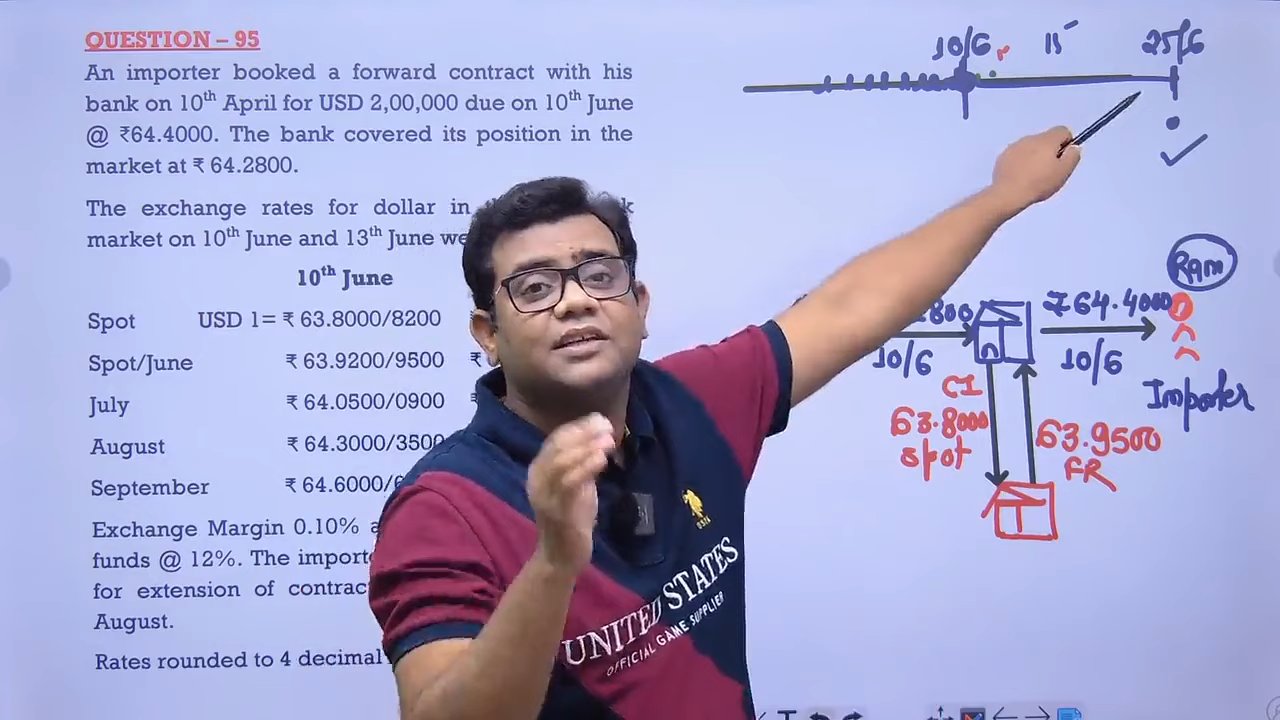 QUESTION – 95
An importer booked a forward contract with his
bank on 10th April for USD 2,00,000 due on 10th June
@ ₹64.4000. The bank covered its position in the
market at ₹ 64.2800.
The exchange rates for dollar in
market on 10th June and 13th June we
10th June
Spot USD 1= ₹ 63.8000/8200
Spot/June ₹ 63.9200/9500 ₹
July ₹ 64.0500/0900
August ₹ 64.3000/3500
September ₹ 64.6000/
Exchange Margin 0.10%
funds @ 12%. The importe
for extension of contrac
August.
Rates rounded to 4 decimal
10/6 15 25/6
Ram
800 ₹64.4000
10/6 10/6
Importer
C1
63.8000
spot
63.9500
FR
UNITED STATES
OFFICIAL GAME SUPPLIER